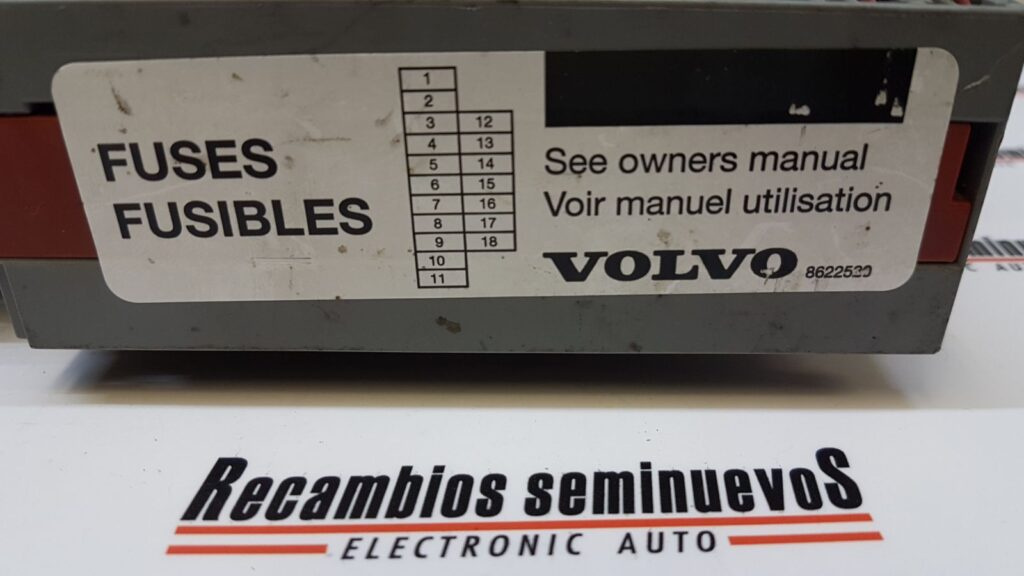 FUSES
FUSIBLES
1
2
3 12
4 13
5 14
6 15
7 16
8 17
9 18
10
11
See owners manual
Voir manuel utilisation
VOLVO
Recambios seminuevoS
ELECTRONIC AUTO